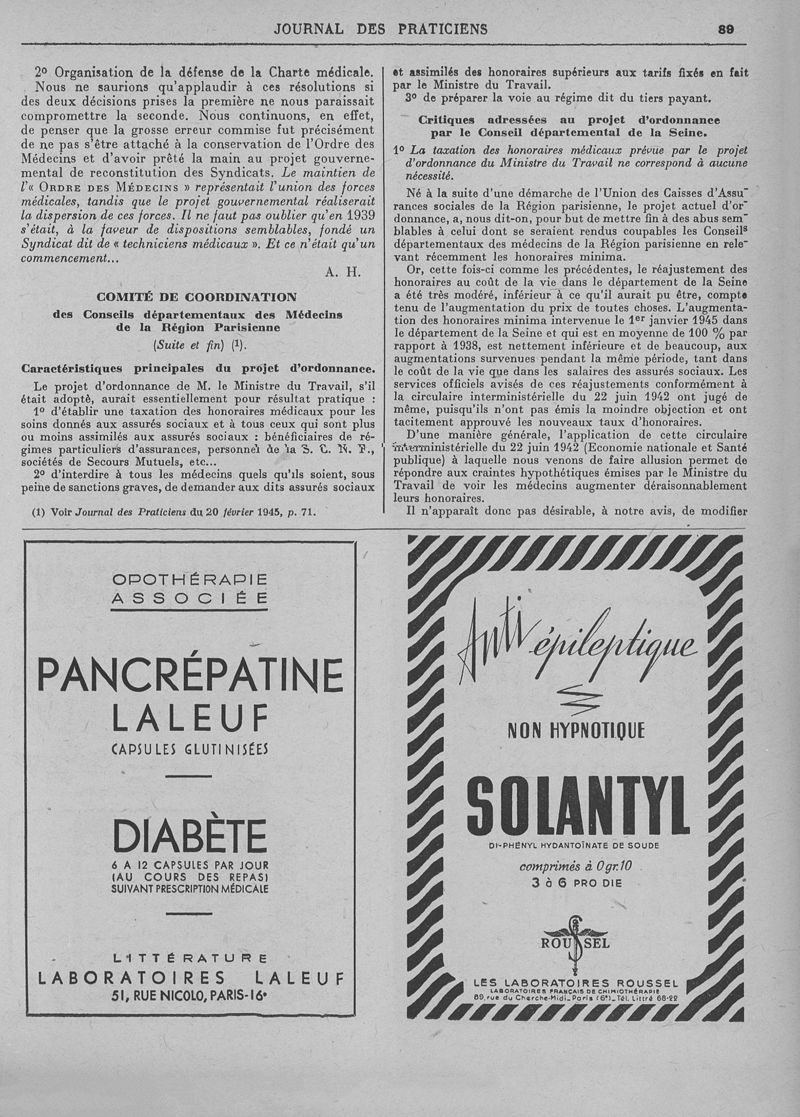 JOURNAL DES PRATICIENS
89
2º Organisation de la défense de la Charte médicale.
Nous ne saurions qu'applaudir à ces résolutions si
des deux décisions prises la première ne nous paraissait
compromettre la seconde. Nous continuons, en effet,
de penser que la grosse erreur commise fut précisément
de ne pas s'être attaché à la conservation de l'Ordre des
Médecins et d'avoir prêté la main au projet gouverne-
mental de reconstitution des Syndicats. Le maintien de
l'« ORDRE DES MÉDECINS » représentait l'union des forces
médicales, tandis que le projet gouvernemental réaliserait
la dispersion de ces forces. Il ne faut pas oublier qu'en 1939
s'était, à la faveur de dispositions semblables, fondé un
Syndicat dit de « techniciens médicaux ». Et ce n'était qu'un
commencement...
A. H.
COMITÉ DE COORDINATION
des Conseils départementaux des Médecins
de la Région Parisienne
(Suite et fin) (¹).
Caractéristiques principales du projet d'ordonnance.
Le projet d'ordonnance de M. le Ministre du Travail, s'il
était adopté, aurait essentiellement pour résultat pratique :
1º d'établir une taxation des honoraires médicaux pour les
soins donnés aux assurés sociaux et à tous ceux qui sont plus
ou moins assimilés aux assurés sociaux : bénéficiaires de ré-
gimes particuliers d'assurances, personnel de la S. C. N. F.,
sociétés de Secours Mutuels, etc...
2º d'interdire à tous les médecins quels qu'ils soient, sous
peine de sanctions graves, de demander aux dits assurés sociaux
(1) Voir Journal des Praticiens du 20 février 1945, p. 71.
et assimilés des honoraires supérieurs aux tarifs fixés en fait
par le Ministre du Travail.
3º de préparer la voie au régime dit du tiers payant.
Critiques adressées au projet d'ordonnance
par le Conseil départemental de la Seine.
1º La taxation des honoraires médicaux prévue par le projet
d'ordonnance du Ministre du Travail ne correspond à aucune
nécessité.
Né à la suite d'une démarche de l'Union des Caisses d'Assu-
rances sociales de la Région parisienne, le projet actuel d'or-
donnance, a, nous dit-on, pour but de mettre fin à des abus sem-
blables à celui dont se seraient rendus coupables les Conseils
départementaux des médecins de la Région parisienne en rele-
vant récemment les honoraires minima.
Or, cette fois-ci comme les précédentes, le réajustement des
honoraires au coût de la vie dans le département de la Seine
a été très modéré, inférieur à ce qu'il aurait pu être, compte
tenu de l'augmentation du prix de toutes choses. L'augmenta-
tion des honoraires minima intervenue le 1er janvier 1945 dans
le département de la Seine et qui est en moyenne de 100 % par
rapport à 1938, est nettement inférieure et de beaucoup, aux
augmentations survenues pendant la même période, tant dans
le coût de la vie que dans les salaires des assurés sociaux. Les
services officiels avisés de ces réajustements conformément à
la circulaire interministérielle du 22 juin 1942 ont jugé de
même, puisqu'ils n'ont pas émis la moindre objection et ont
tacitement approuvé les nouveaux taux d'honoraires.
D'une manière générale, l'application de cette circulaire
interministérielle du 22 juin 1942 (Economie nationale et Santé
publique) à laquelle nous venons de faire allusion permet de
répondre aux craintes hypothétiques émises par le Ministre du
Travail de voir les médecins augmenter déraisonnablement
leurs honoraires.
Il n'apparaît donc pas désirable, à notre avis, de modifier
OPOTHÉRAPIE
ASSOCIÉE
PANCRÉPATINE
LALEUF
CAPSULES GLUTINISÉES
DIABÈTE
6 A 12 CAPSULES PAR JOUR
(AU COURS DES REPAS)
SUIVANT PRESCRIPTION MÉDICALE
LITTÉRATURE
LABORATOIRES LALEUF
51, RUE NICOLO, PARIS-16e
Anti épileptique
NON HYPNOTIQUE
SOLANTYL
DI-PHÉNYL HYDANTOÏNATE DE SOUDE
comprimés à 0gr.10
3 à 6 PRO DIE
ROUSSEL
LES LABORATOIRES ROUSSEL
LABORATOIRES FRANÇAIS DE CHIMIOTHÉRAPIE
89, rue du Cherche-Midi_Paris (6e)_Tél. Littré 68-22